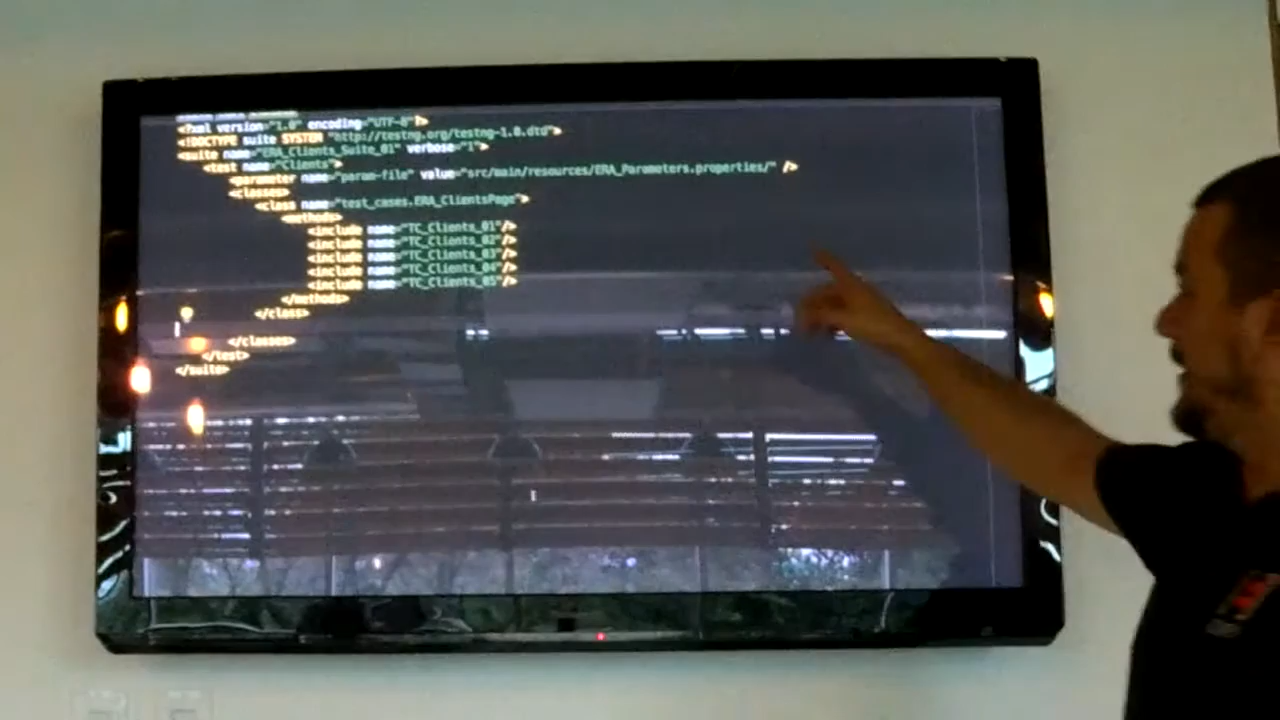 <?xml version="1.0" encoding="UTF-8"?>
<!DOCTYPE suite SYSTEM "http://testng.org/testng-1.0.dtd">
<suite name="ERA_Clients_Suite_01" verbose="1">
<test name="Clients">
<parameter name="param-file" value="src/main/resources/ERA_Parameters.properties/" />
<classes>
<class name="test_cases.ERA_ClientsPage">
<methods>
<include name="TC_Clients_01"/>
<include name="TC_Clients_02"/>
<include name="TC_Clients_03"/>
<include name="TC_Clients_04"/>
<include name="TC_Clients_05"/>
</methods>
</class>
</classes>
</test>
</suite>